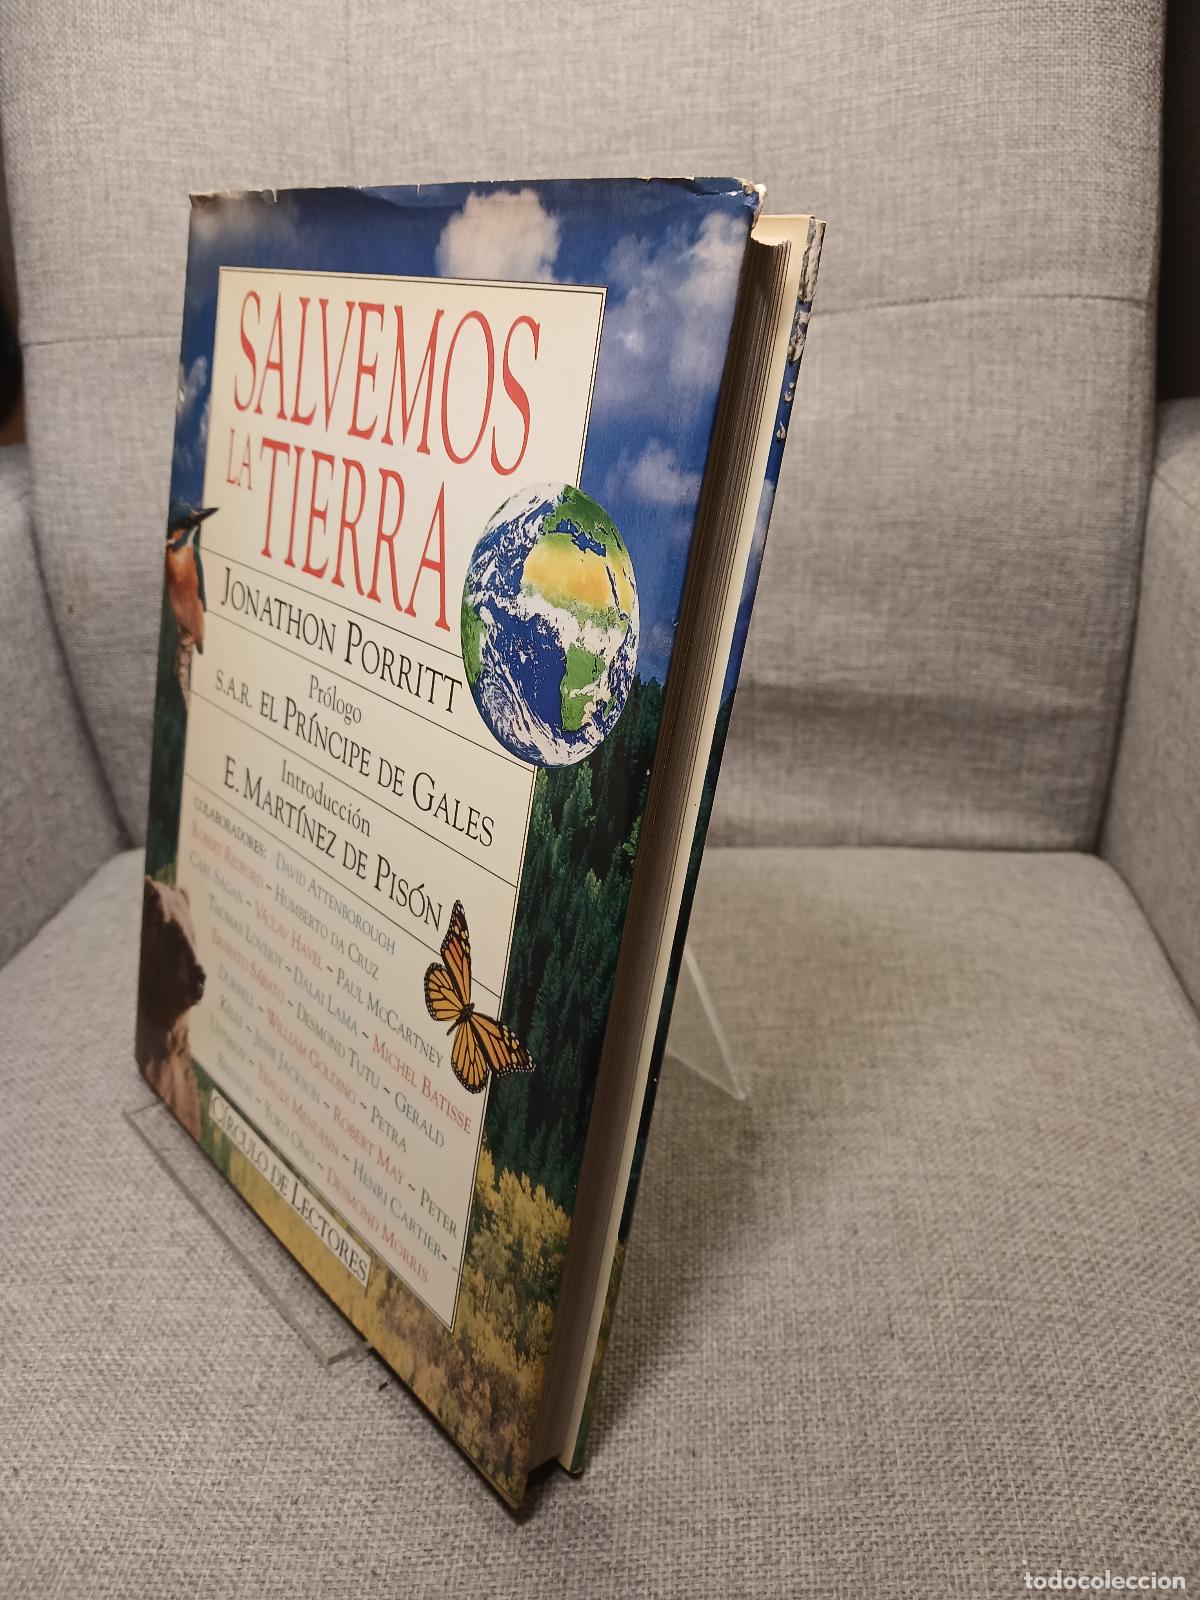 SALVEMOS
LA TIERRA
JONATHON PORRITT
Prólogo
S.A.R. EL PRÍNCIPE DE GALES
Introducción
E. MARTÍNEZ DE PISÓN
COLABORADORES: DAVID ATTENBOROUGH
ROBERT REDFORD ~ HUMBERTO DA CRUZ
CARL SAGAN ~ VÁCLAV HAVEL ~ PAUL MCCARTNEY
THOMAS LOVEJOY ~ DALAI LAMA ~ MICHEL BATISSE
ERNESTO SÁBATO ~ DESMOND TUTU ~ GERALD
DURRELL ~ WILLIAM GOLDING ~ PETRA
KELLY ~ JESSE JACKSON ~ ROBERT MAY ~ PETER
USTINOV ~ YEHUDI MENUHIN ~ HENRI CARTIER-
BRESSON ~ YOKO ONO ~ DESMOND MORRIS
CÍRCULO DE LECTORES
todocoleccion